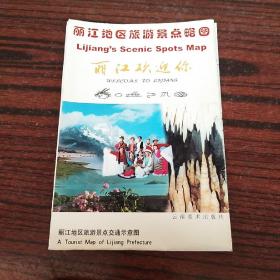 丽江地区旅游景点略图
Lijiang's Scenic Spots Map
丽江欢迎你
WELCOME TO LIJIANG
云南美术出版社
丽江地区旅游景点交通示意图
A Tourist Map of Lijiang Prefecture